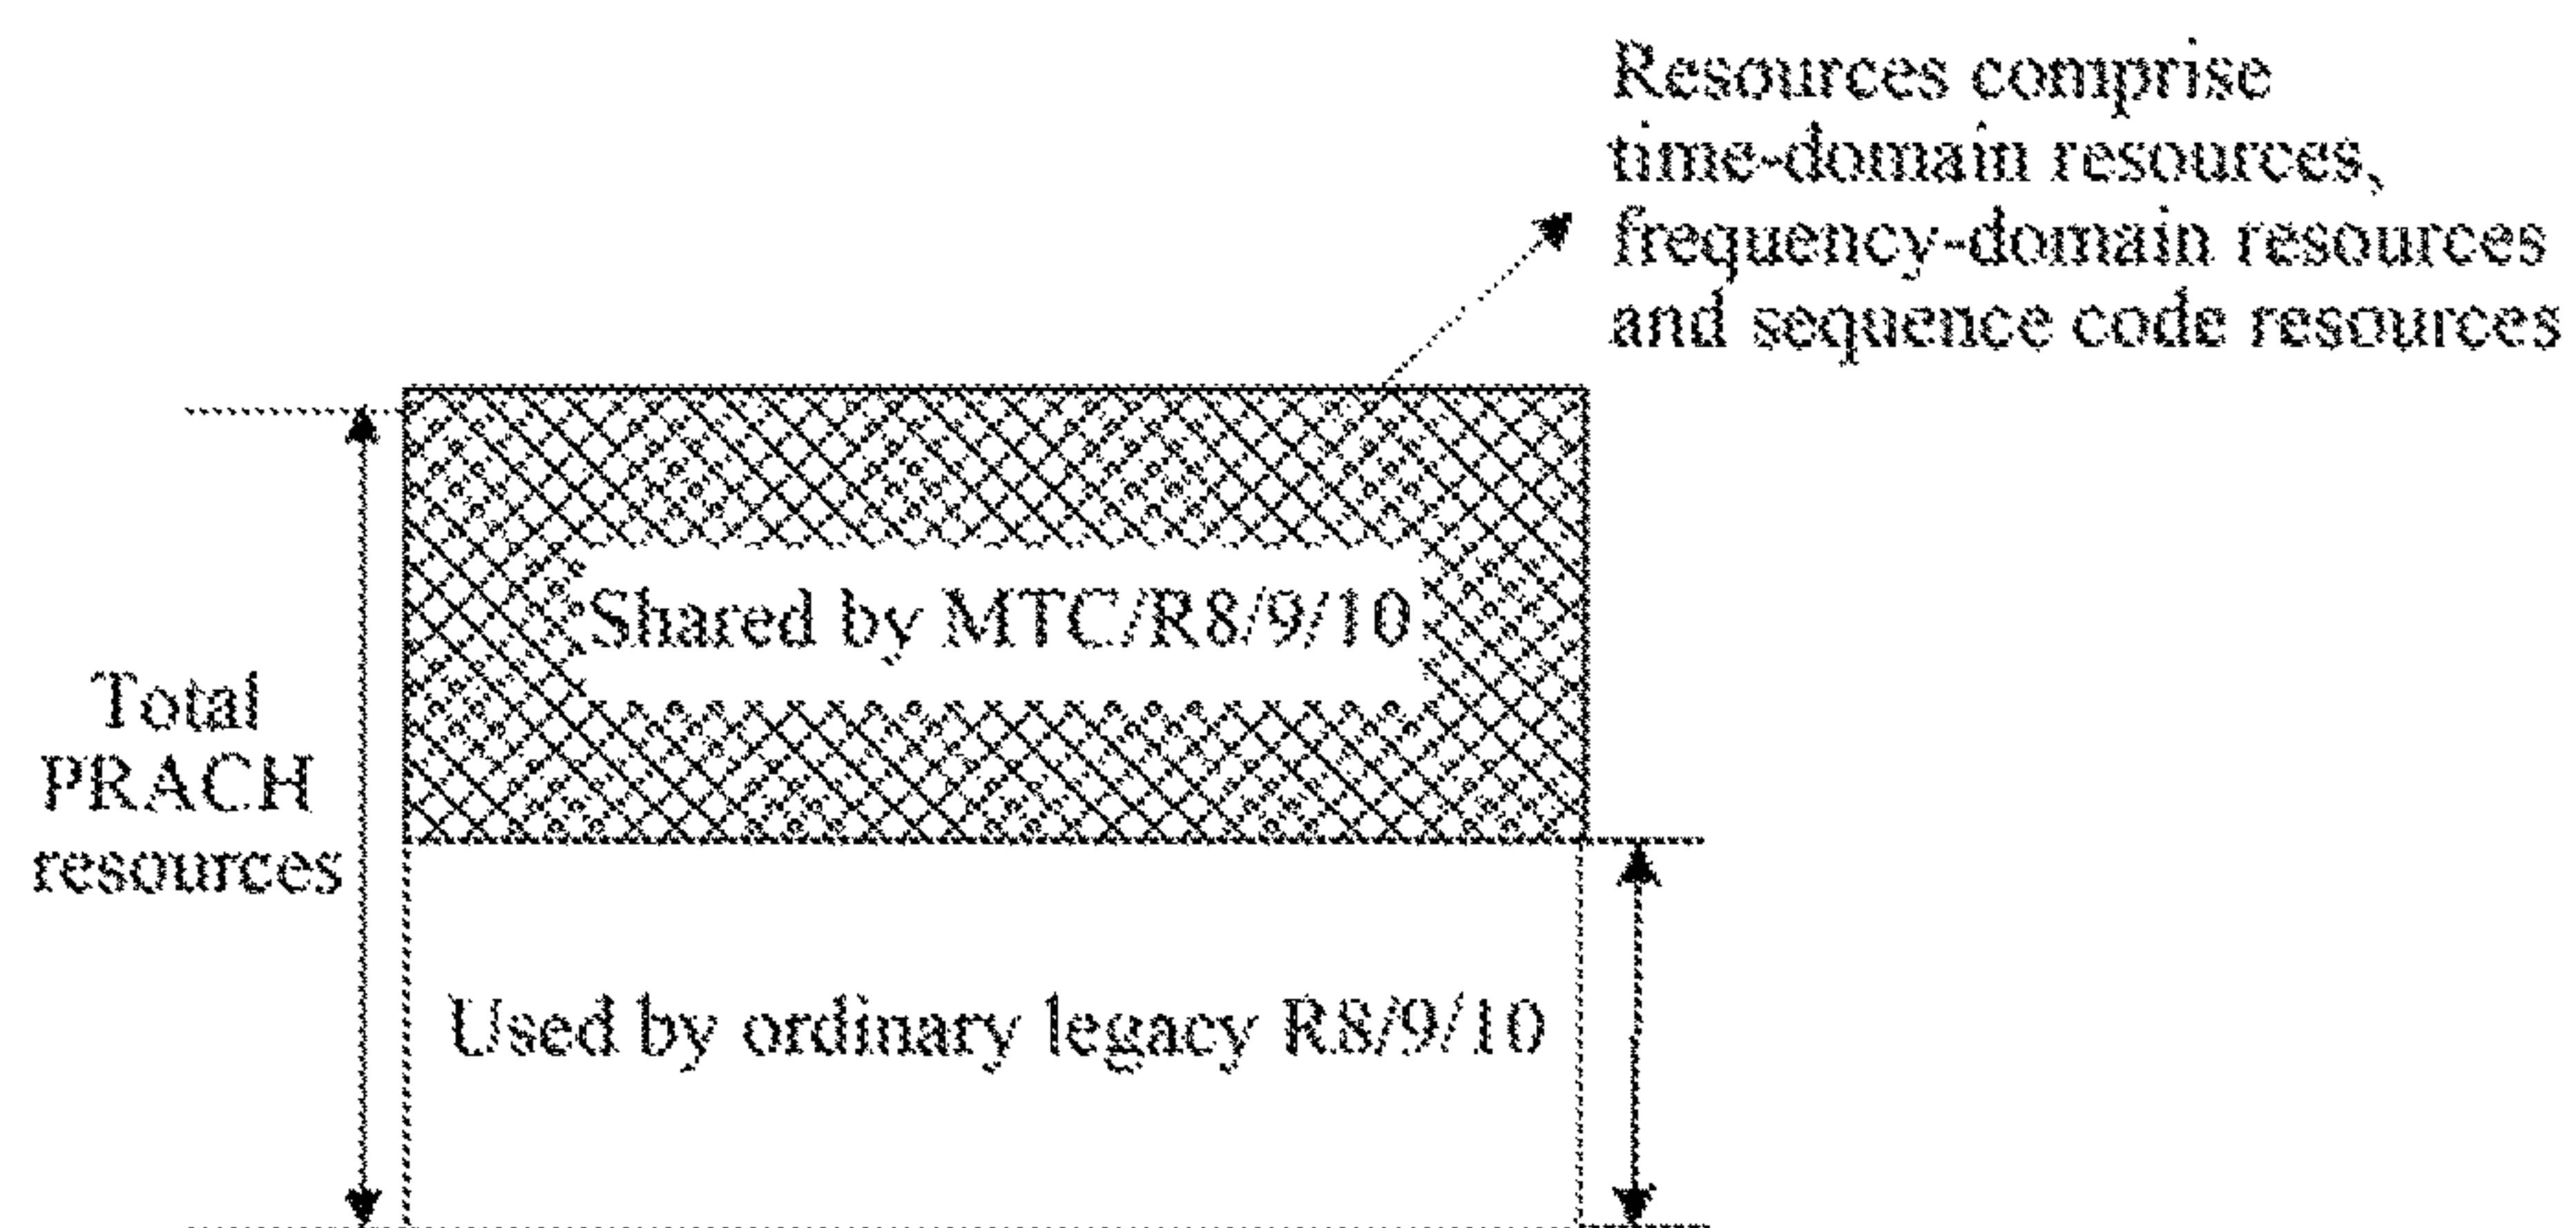 Resources comprise
time-domain resources,
frequency-domain resources
and sequence code resources
Shared by MTC/R8/9/10
Total
PRACH
resources
Used by ordinary legacy R8/9/10